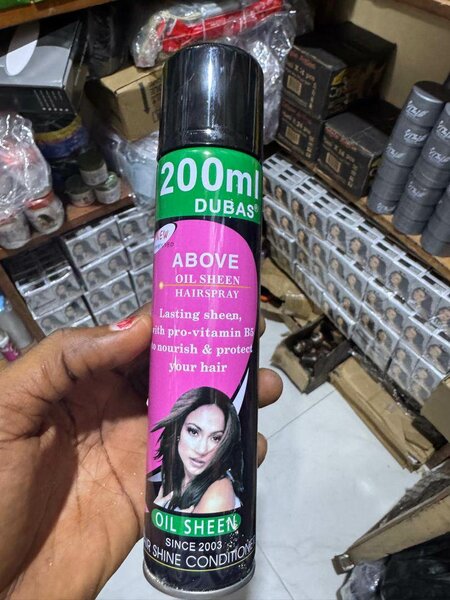 200ml
DUBAS®
NEW
ABOVE
OIL SHEEN
HAIRSPRAY
Lasting sheen,
with pro-vitamin B5
to nourish & protect
your hair
OIL SHEEN
SINCE 2003
SHINE CONDITIONE